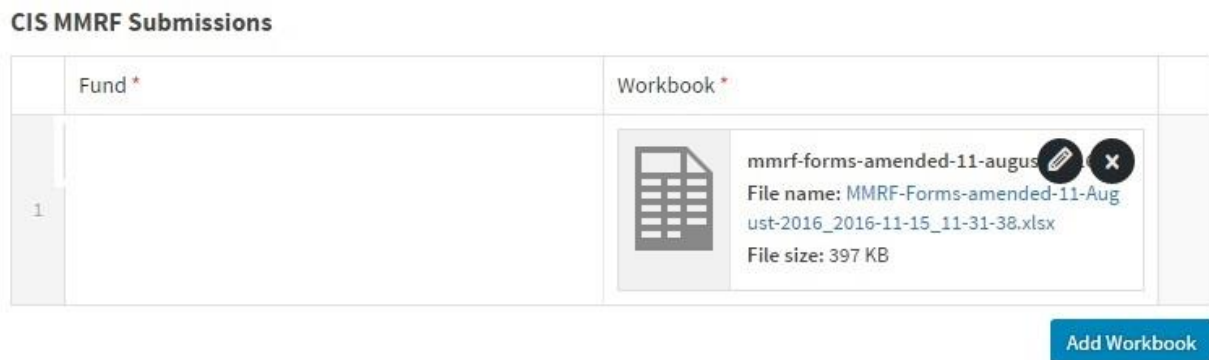 CIS MMRF Submissions
Fund *
Workbook *
1
mmrf-forms-amended-11-augus
File name: MMRF-Forms-amended-11-Aug
ust-2016_2016-11-15_11-31-38.xlsx
File size: 397 KB
Add Workbook